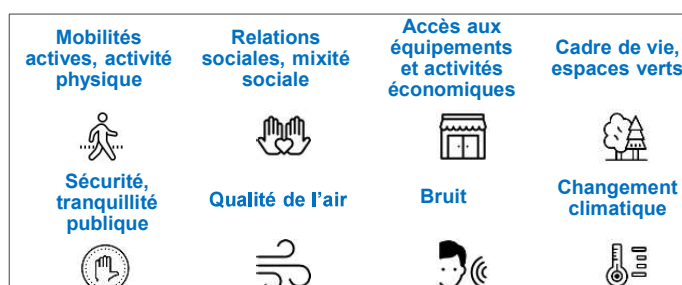 Mobilités
actives, activité
physique
Relations
sociales, mixité
sociale
Accès aux
équipements
et activités
économiques
Cadre de vie,
espaces verts
Sécurité,
tranquillité
publique
Qualité de l'air
Bruit
Changement
climatique